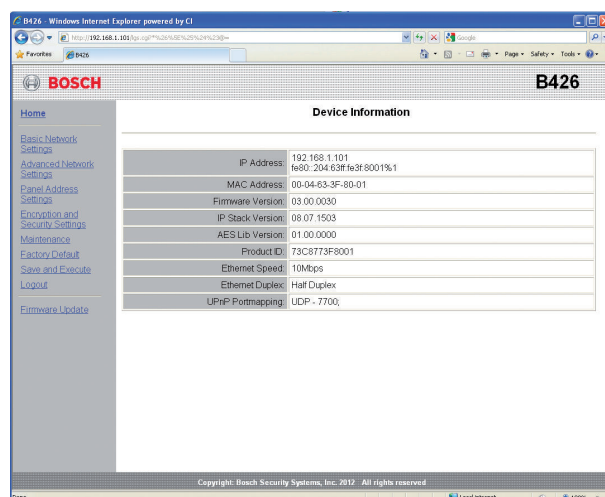 B426 - Windows Internet Explorer powered by CI
http://192.168.1.101/
Google
Favorites B426
Page Safety Tools
BOSCH
B426
Home
Device Information
Basic Network
Settings
Advanced Network
Settings
Panel Address
Settings
Encryption and
Security Settings
Maintenance
Factory Default
Save and Execute
Logout
Firmware Update
IP Address: 192.168.1.101
fe80::204:63ff:fe3f:8001%1
MAC Address: 00-04-63-3F-80-01
Firmware Version: 03.00.0030
IP Stack Version: 08.07.1503
AES Lib Version: 01.00.0000
Product ID: 73C8773F8001
Ethernet Speed: 10Mbps
Ethernet Duplex: Half Duplex
UPnP Portmapping: UDP - 7700;
Copyright: Bosch Security Systems, Inc. 2012 All rights reserved